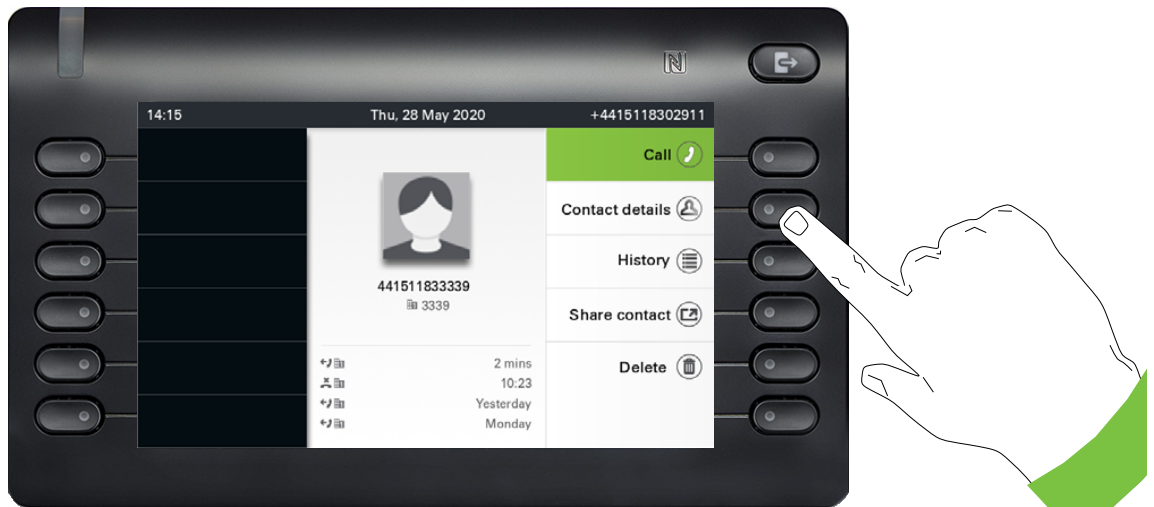 14:15 Thu, 28 May 2020 +4415118302911
Call
Contact details
History
Share contact
Delete
441511833339
3339
2 mins
10:23
Yesterday
Monday